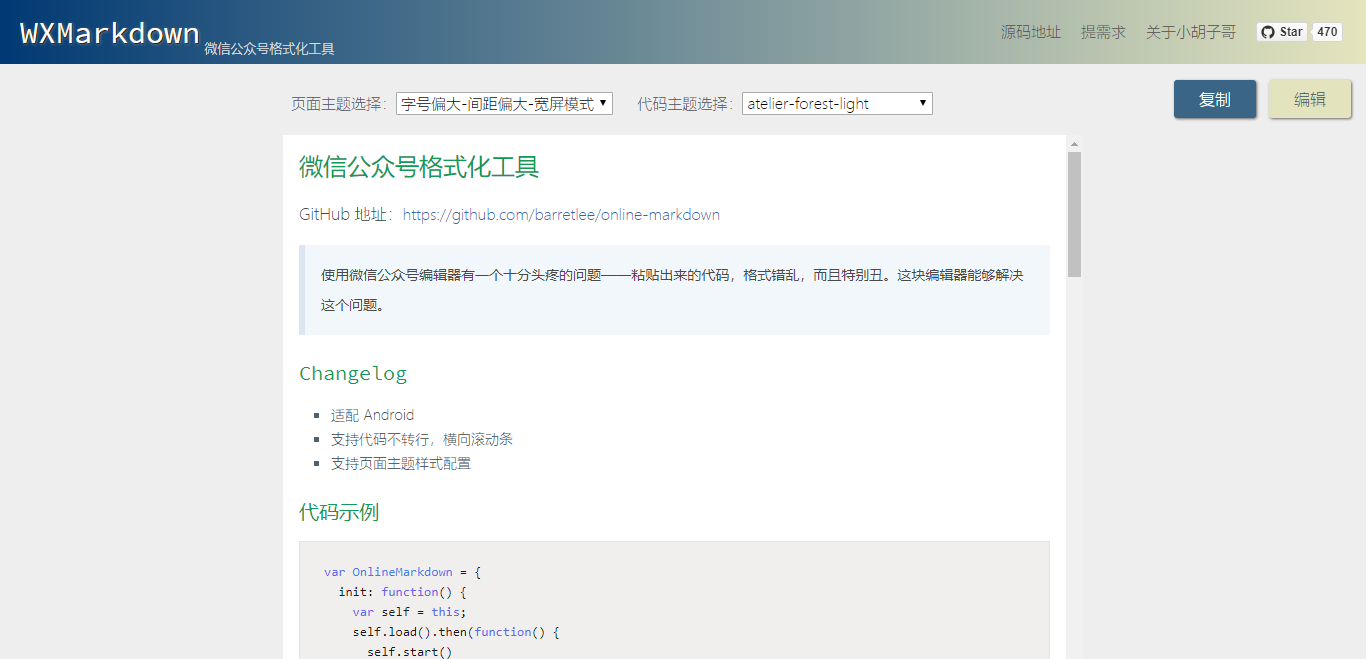 WXMarkdown 微信公众号格式化工具 源码地址 提需求 关于小胡子哥 Star 470
页面主题选择： 字号偏大-间距偏大-宽屏模式 代码主题选择： atelier-forest-light 复制 编辑
微信公众号格式化工具
GitHub 地址：https://github.com/barretlee/online-markdown
使用微信公众号编辑器有一个十分头疼的问题——粘贴出来的代码，格式错乱，而且特别丑。这块编辑器能够解决
这个问题。
Changelog
适配 Android
支持代码不转行，横向滚动条
支持页面主题样式配置
代码示例
var OnlineMarkdown = {
init: function() {
var self = this;
self.load().then(function() {
self.start()